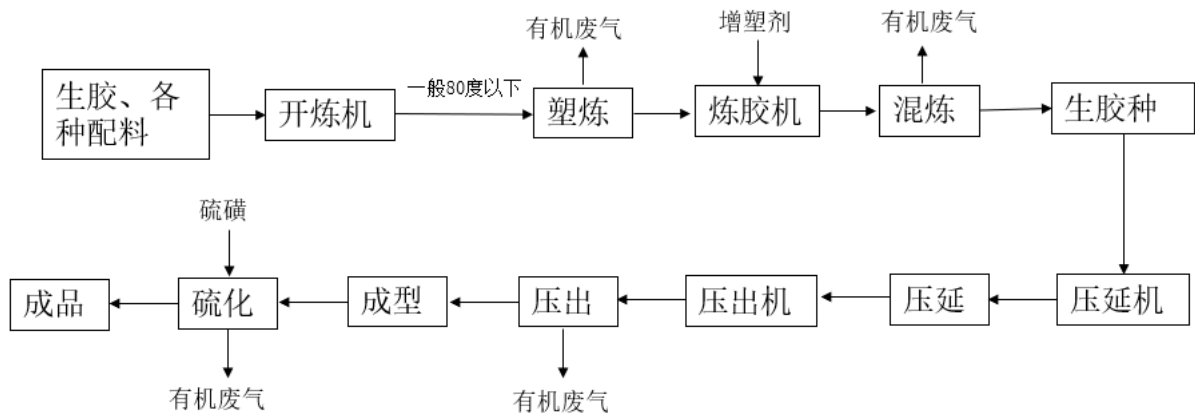 有机废气
增塑剂
有机废气
生胶、各
种配料
开炼机
一般80度以下
塑炼
炼胶机
混炼
生胶种
硫磺
成品
硫化
成型
压出
压出机
压延
压延机
有机废气
有机废气